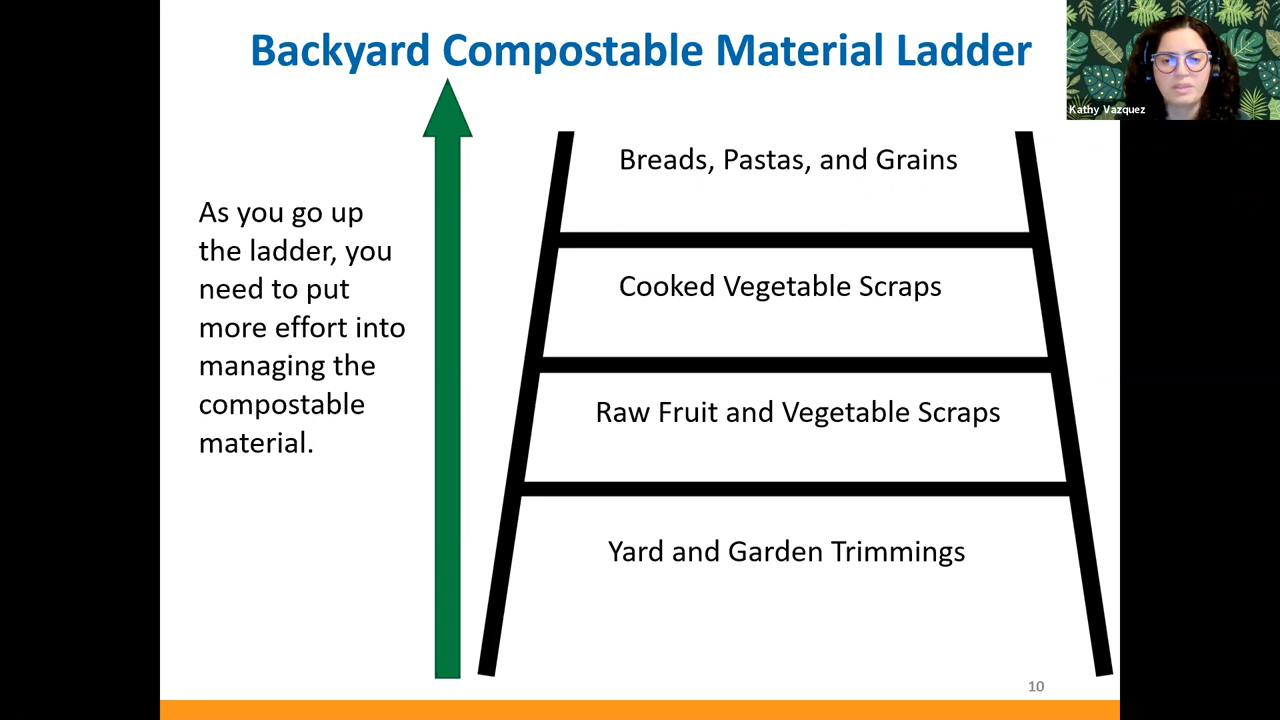 Backyard Compostable Material Ladder
Kathy Vazquez
Breads, Pastas, and Grains
As you go up
the ladder, you
need to put
more effort into
managing the
compostable
material.
Cooked Vegetable Scraps
Raw Fruit and Vegetable Scraps
Yard and Garden Trimmings
10